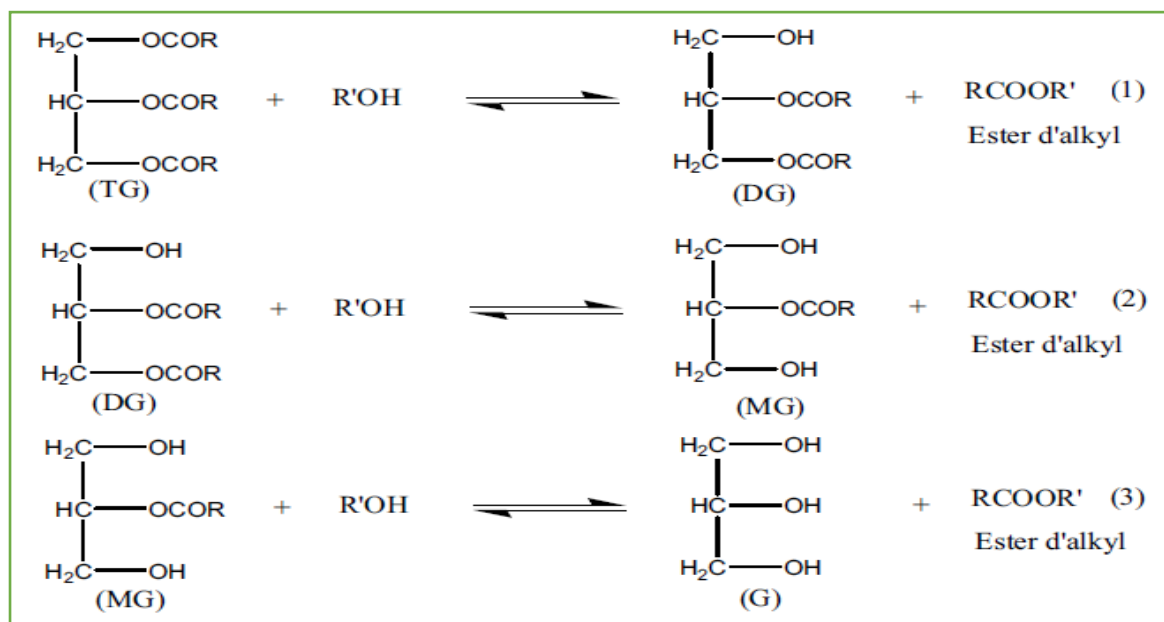 H₂C—OCOR H₂C—OH
HC—OCOR + R'OH ⇌ HC—OCOR + RCOOR' (1)
H₂C—OCOR H₂C—OCOR Ester d'alkyl
(TG) (DG)
H₂C—OH H₂C—OH
HC—OCOR + R'OH ⇌ HC—OCOR + RCOOR' (2)
H₂C—OCOR H₂C—OH Ester d'alkyl
(DG) (MG)
H₂C—OH H₂C—OH
HC—OCOR + R'OH ⇌ HC—OH + RCOOR' (3)
H₂C—OH H₂C—OH Ester d'alkyl
(MG) (G)